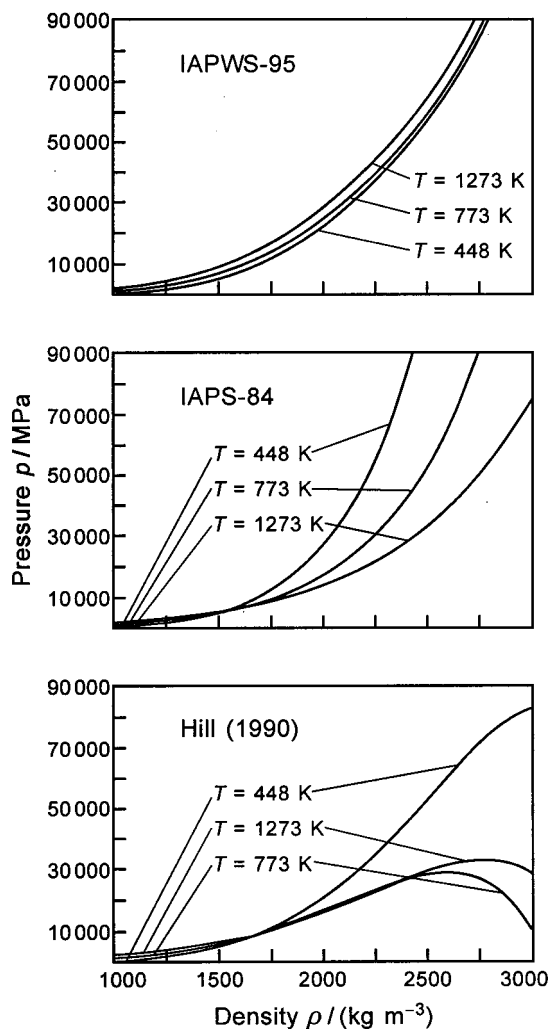 90 000
IAPWS-95
70 000
50 000
30 000
T = 1273 K
T = 773 K
T = 448 K
10 000
90 000
IAPS-84
70 000
T = 448 K
50 000
T = 773 K
30 000
T = 1273 K
10 000
Pressure p / MPa
90 000
Hill (1990)
70 000
T = 448 K
50 000
T = 1273 K
30 000
T = 773 K
10 000
1000 1500 2000 2500 3000
Density ρ / (kg m⁻³)